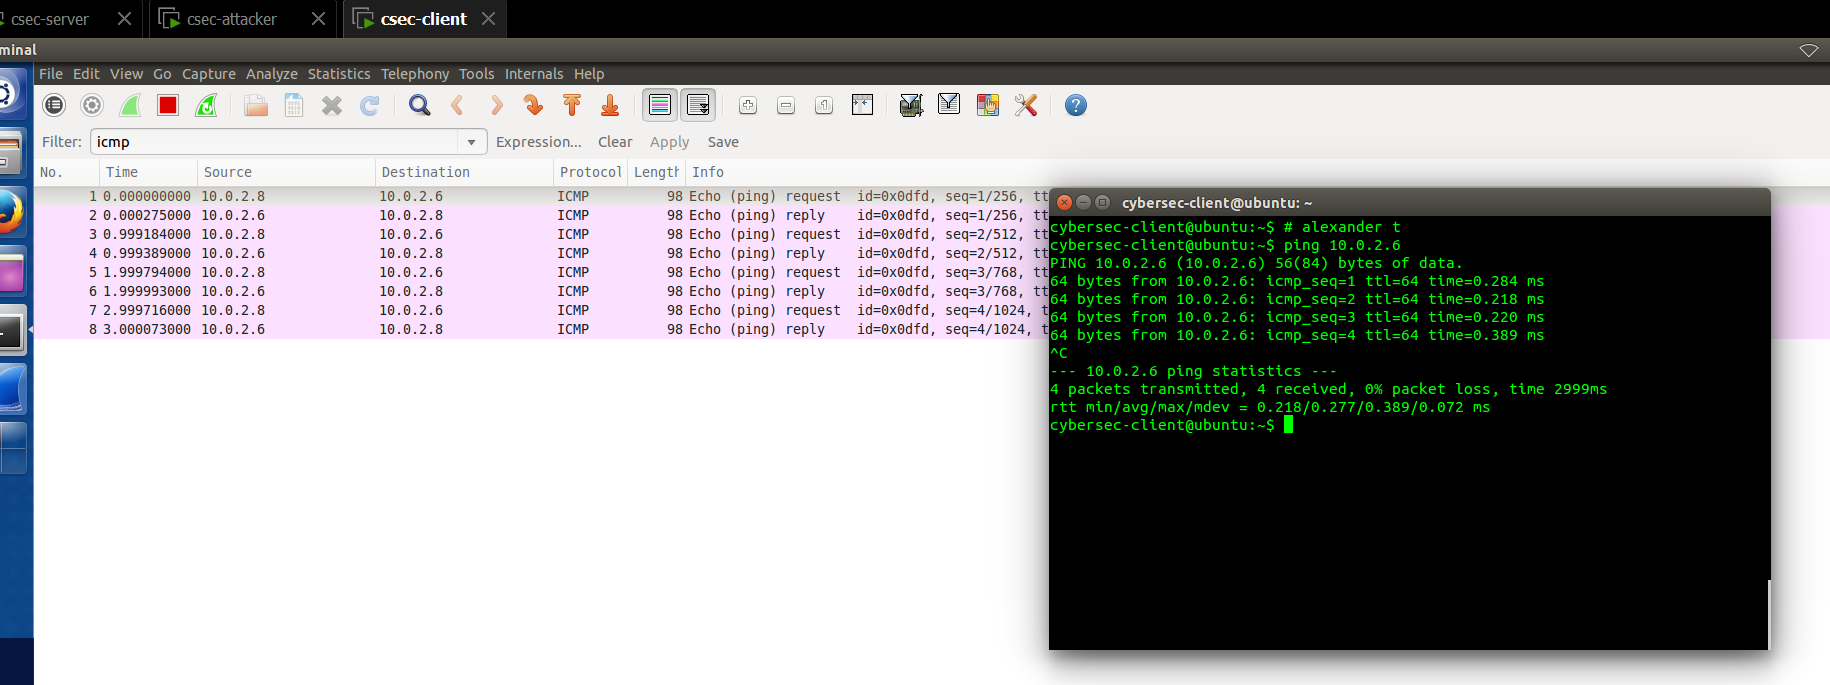 csec-server csec-attacker csec-client
minal
File Edit View Go Capture Analyze Statistics Telephony Tools Internals Help
Filter: icmp Expression... Clear Apply Save
No. Time Source Destination Protocol Length Info
1 0.000000000 10.0.2.8 10.0.2.6 ICMP 98 Echo (ping) request id=0x0dfd, seq=1/256, tt
2 0.000275000 10.0.2.6 10.0.2.8 ICMP 98 Echo (ping) reply id=0x0dfd, seq=1/256, tt
3 0.999184000 10.0.2.8 10.0.2.6 ICMP 98 Echo (ping) request id=0x0dfd, seq=2/512, tt
4 0.999389000 10.0.2.6 10.0.2.8 ICMP 98 Echo (ping) reply id=0x0dfd, seq=2/512, tt
5 1.999794000 10.0.2.8 10.0.2.6 ICMP 98 Echo (ping) request id=0x0dfd, seq=3/768, tt
6 1.999993000 10.0.2.6 10.0.2.8 ICMP 98 Echo (ping) reply id=0x0dfd, seq=3/768, tt
7 2.999716000 10.0.2.8 10.0.2.6 ICMP 98 Echo (ping) request id=0x0dfd, seq=4/1024, t
8 3.000073000 10.0.2.6 10.0.2.8 ICMP 98 Echo (ping) reply id=0x0dfd, seq=4/1024, t
cybersec-client@ubuntu: ~
cybersec-client@ubuntu:~$ # alexander t
cybersec-client@ubuntu:~$ ping 10.0.2.6
PING 10.0.2.6 (10.0.2.6) 56(84) bytes of data.
64 bytes from 10.0.2.6: icmp_seq=1 ttl=64 time=0.284 ms
64 bytes from 10.0.2.6: icmp_seq=2 ttl=64 time=0.218 ms
64 bytes from 10.0.2.6: icmp_seq=3 ttl=64 time=0.220 ms
64 bytes from 10.0.2.6: icmp_seq=4 ttl=64 time=0.389 ms
^C
--- 10.0.2.6 ping statistics ---
4 packets transmitted, 4 received, 0% packet loss, time 2999ms
rtt min/avg/max/mdev = 0.218/0.277/0.389/0.072 ms
cybersec-client@ubuntu:~$